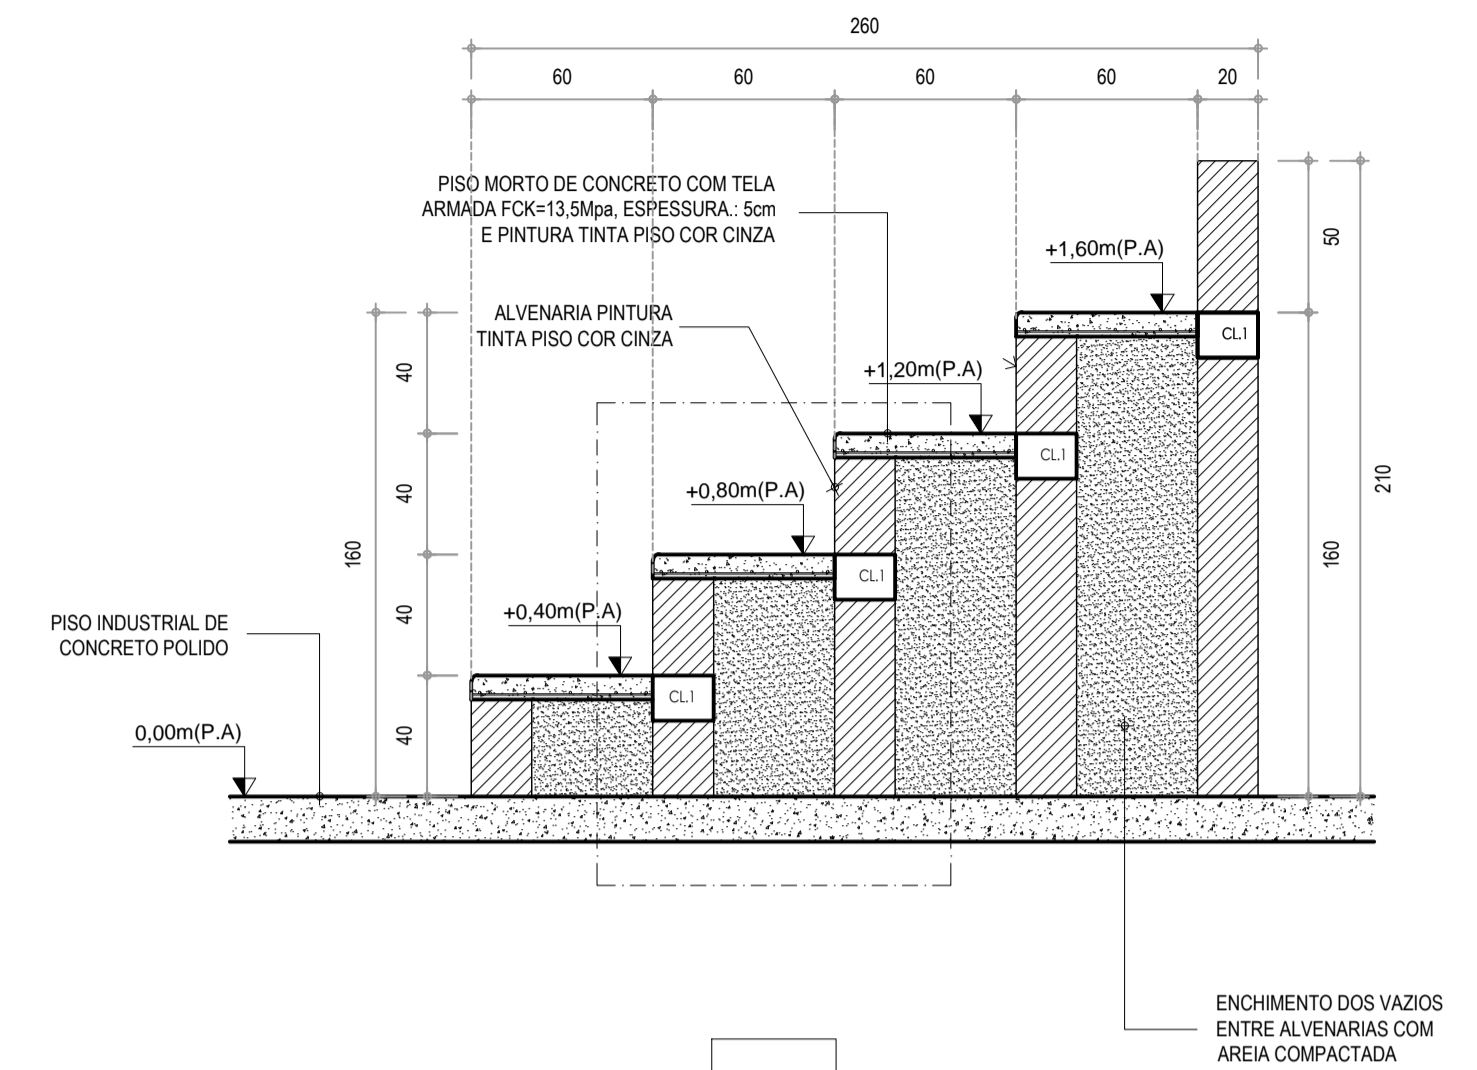 260
60
60
60
60
20
PISO MORTO DE CONCRETO COM TELA
ARMADA FCK=13,5Mpa, ESPESSURA.: 5cm
E PINTURA TINTA PISO COR CINZA
+1,60m(P.A)
50
ALVENARIA PINTURA
TINTA PISO COR CINZA
CL.1
40
+1,20m(P.A)
CL.1
40
+0,80m(P.A)
210
160
160
CL.1
+0,40m(P.A)
40
PISO INDUSTRIAL DE
CONCRETO POLIDO
CL.1
0,00m(P.A)
40
ENCHIMENTO DOS VAZIOS
ENTRE ALVENARIAS COM
AREIA COMPACTADA